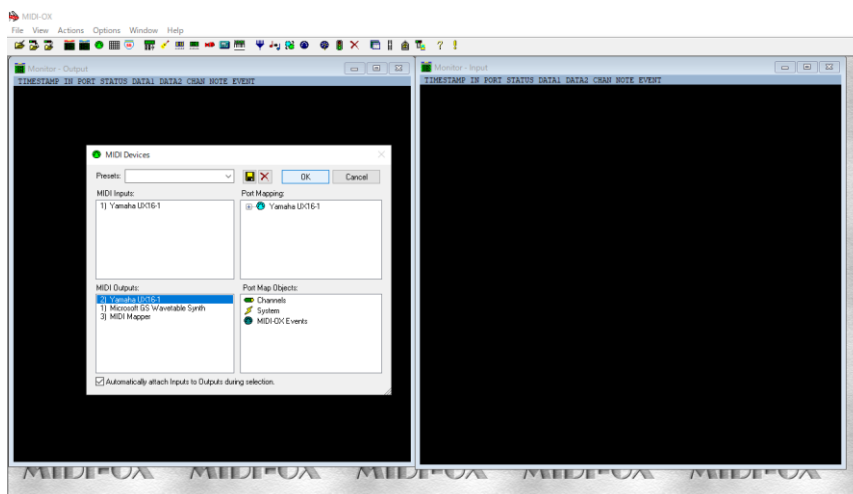 MIDI-OX
File View Actions Options Window Help
Monitor - Output
TIMESTAMP IN PORT STATUS DATA1 DATA2 CHAN NOTE EVENT
Monitor - Input
TIMESTAMP IN PORT STATUS DATA1 DATA2 CHAN NOTE EVENT
MIDI Devices
Presets:
OK
Cancel
MIDI Inputs:
Port Mapping:
1) Yamaha UX16-1
Yamaha UX16-1
MIDI Outputs:
Port Map Objects:
2) Yamaha UX16-1
Channels
1) Microsoft GS Wavetable Synth
System
3) MIDI Mapper
MIDI-OX Events
Automatically attach Inputs to Outputs during selection.
MIDI-OX MIDI-OX MIDI-OX MIDI-OX MIDI-OX